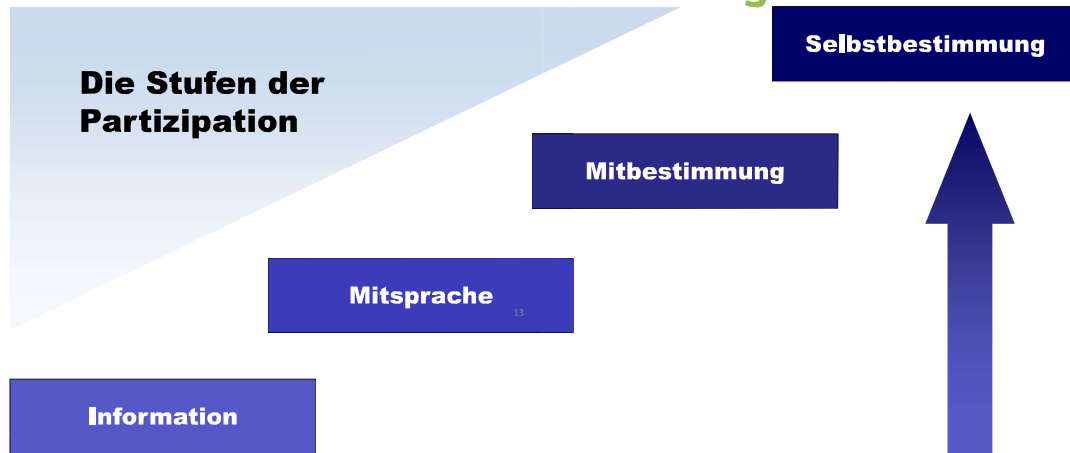 Die Stufen der
Partizipation
Selbstbestimmung
Mitbestimmung
Mitsprache
13
Information